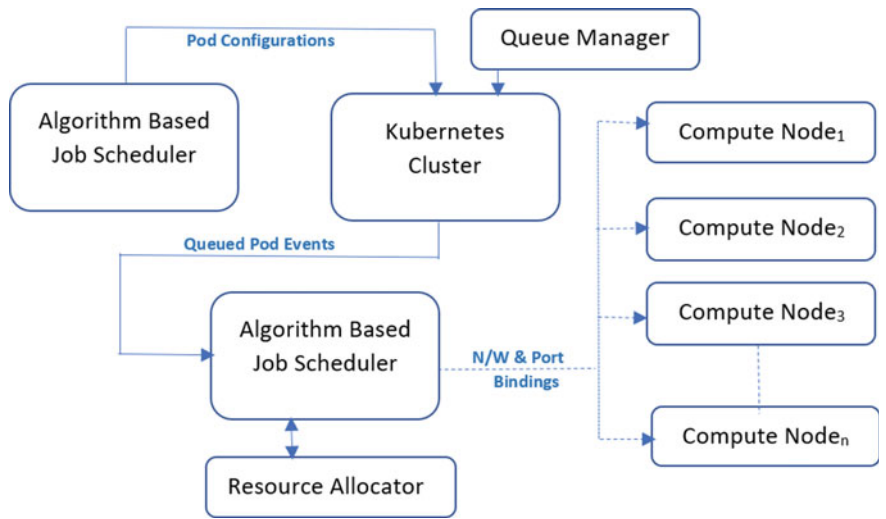 Pod Configurations
Queue Manager
Algorithm Based
Job Scheduler
Kubernetes
Cluster
Compute Node₁
Compute Node₂
Queued Pod Events
Compute Node₃
Algorithm Based
Job Scheduler
N/W & Port
Bindings
Compute Nodeₙ
Resource Allocator